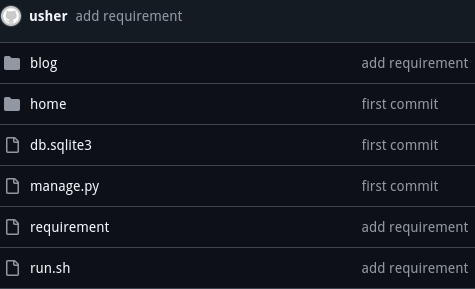 usher add requirement
blog add requirement
home first commit
db.sqlite3 first commit
manage.py first commit
requirement add requirement
run.sh add requirement